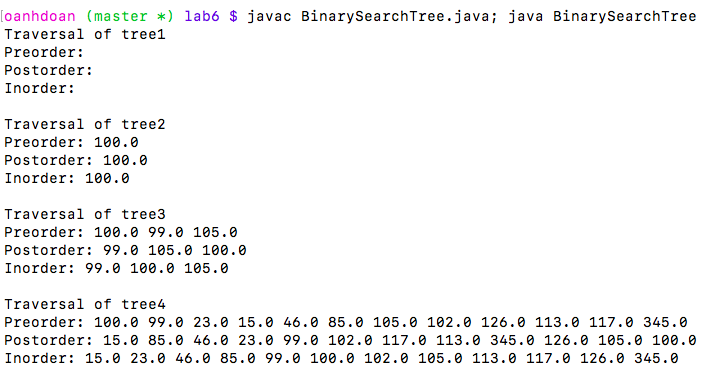 [oanhdoan (master *) lab6 $ javac BinarySearchTree.java; java BinarySearchTree
Traversal of tree1
Preorder:
Postorder:
Inorder:
Traversal of tree2
Preorder: 100.0
Postorder: 100.0
Inorder: 100.0
Traversal of tree3
Preorder: 100.0 99.0 105.0
Postorder: 99.0 105.0 100.0
Inorder: 99.0 100.0 105.0
Traversal of tree4
Preorder: 100.0 99.0 23.0 15.0 46.0 85.0 105.0 102.0 126.0 113.0 117.0 345.0
Postorder: 15.0 85.0 46.0 23.0 99.0 102.0 117.0 113.0 345.0 126.0 105.0 100.0
Inorder: 15.0 23.0 46.0 85.0 99.0 100.0 102.0 105.0 113.0 117.0 126.0 345.0